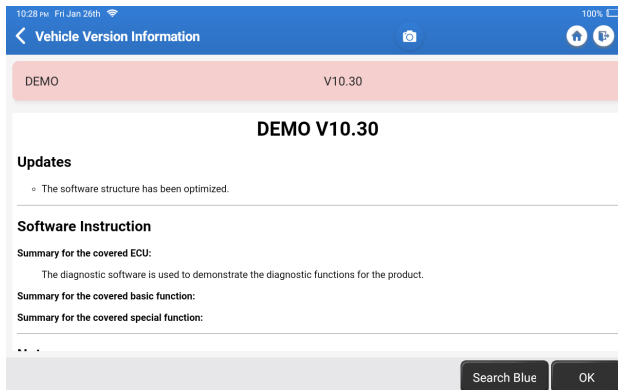 10:28 PM Fri Jan 26th 100%
Vehicle Version Information
DEMO V10.30
DEMO V10.30
Updates
The software structure has been optimized.
Software Instruction
Summary for the covered ECU:
The diagnostic software is used to demonstrate the diagnostic functions for the product.
Summary for the covered basic function:
Summary for the covered special function:
Search Blue OK